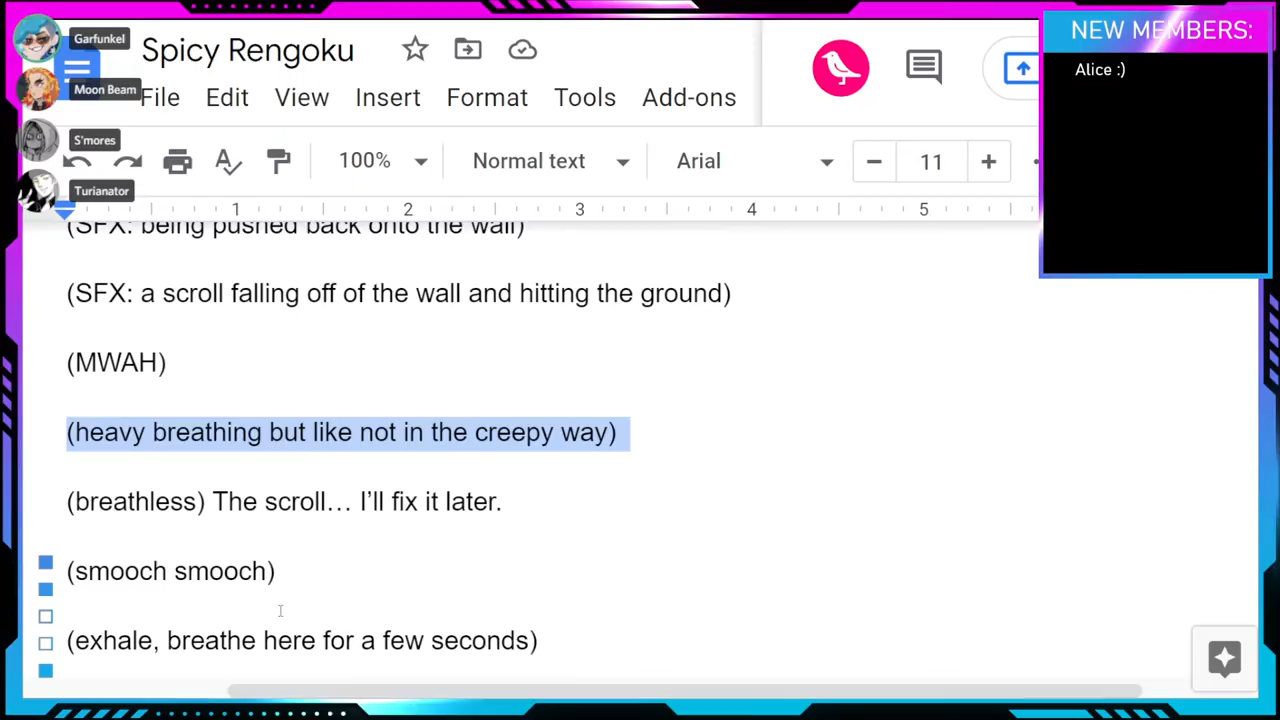 Garfunkel
Moon Beam
S'mores
Turianator
Spicy Rengoku
File Edit View Insert Format Tools Add-ons
100% Normal text Arial 11
1 2 3 4 5
(SFX: being pushed back onto the wall)
(SFX: a scroll falling off of the wall and hitting the ground)
(MWAH)
(heavy breathing but like not in the creepy way)
(breathless) The scroll… I’ll fix it later.
(smooch smooch)
(exhale, breathe here for a few seconds)
NEW MEMBERS:
Alice :)